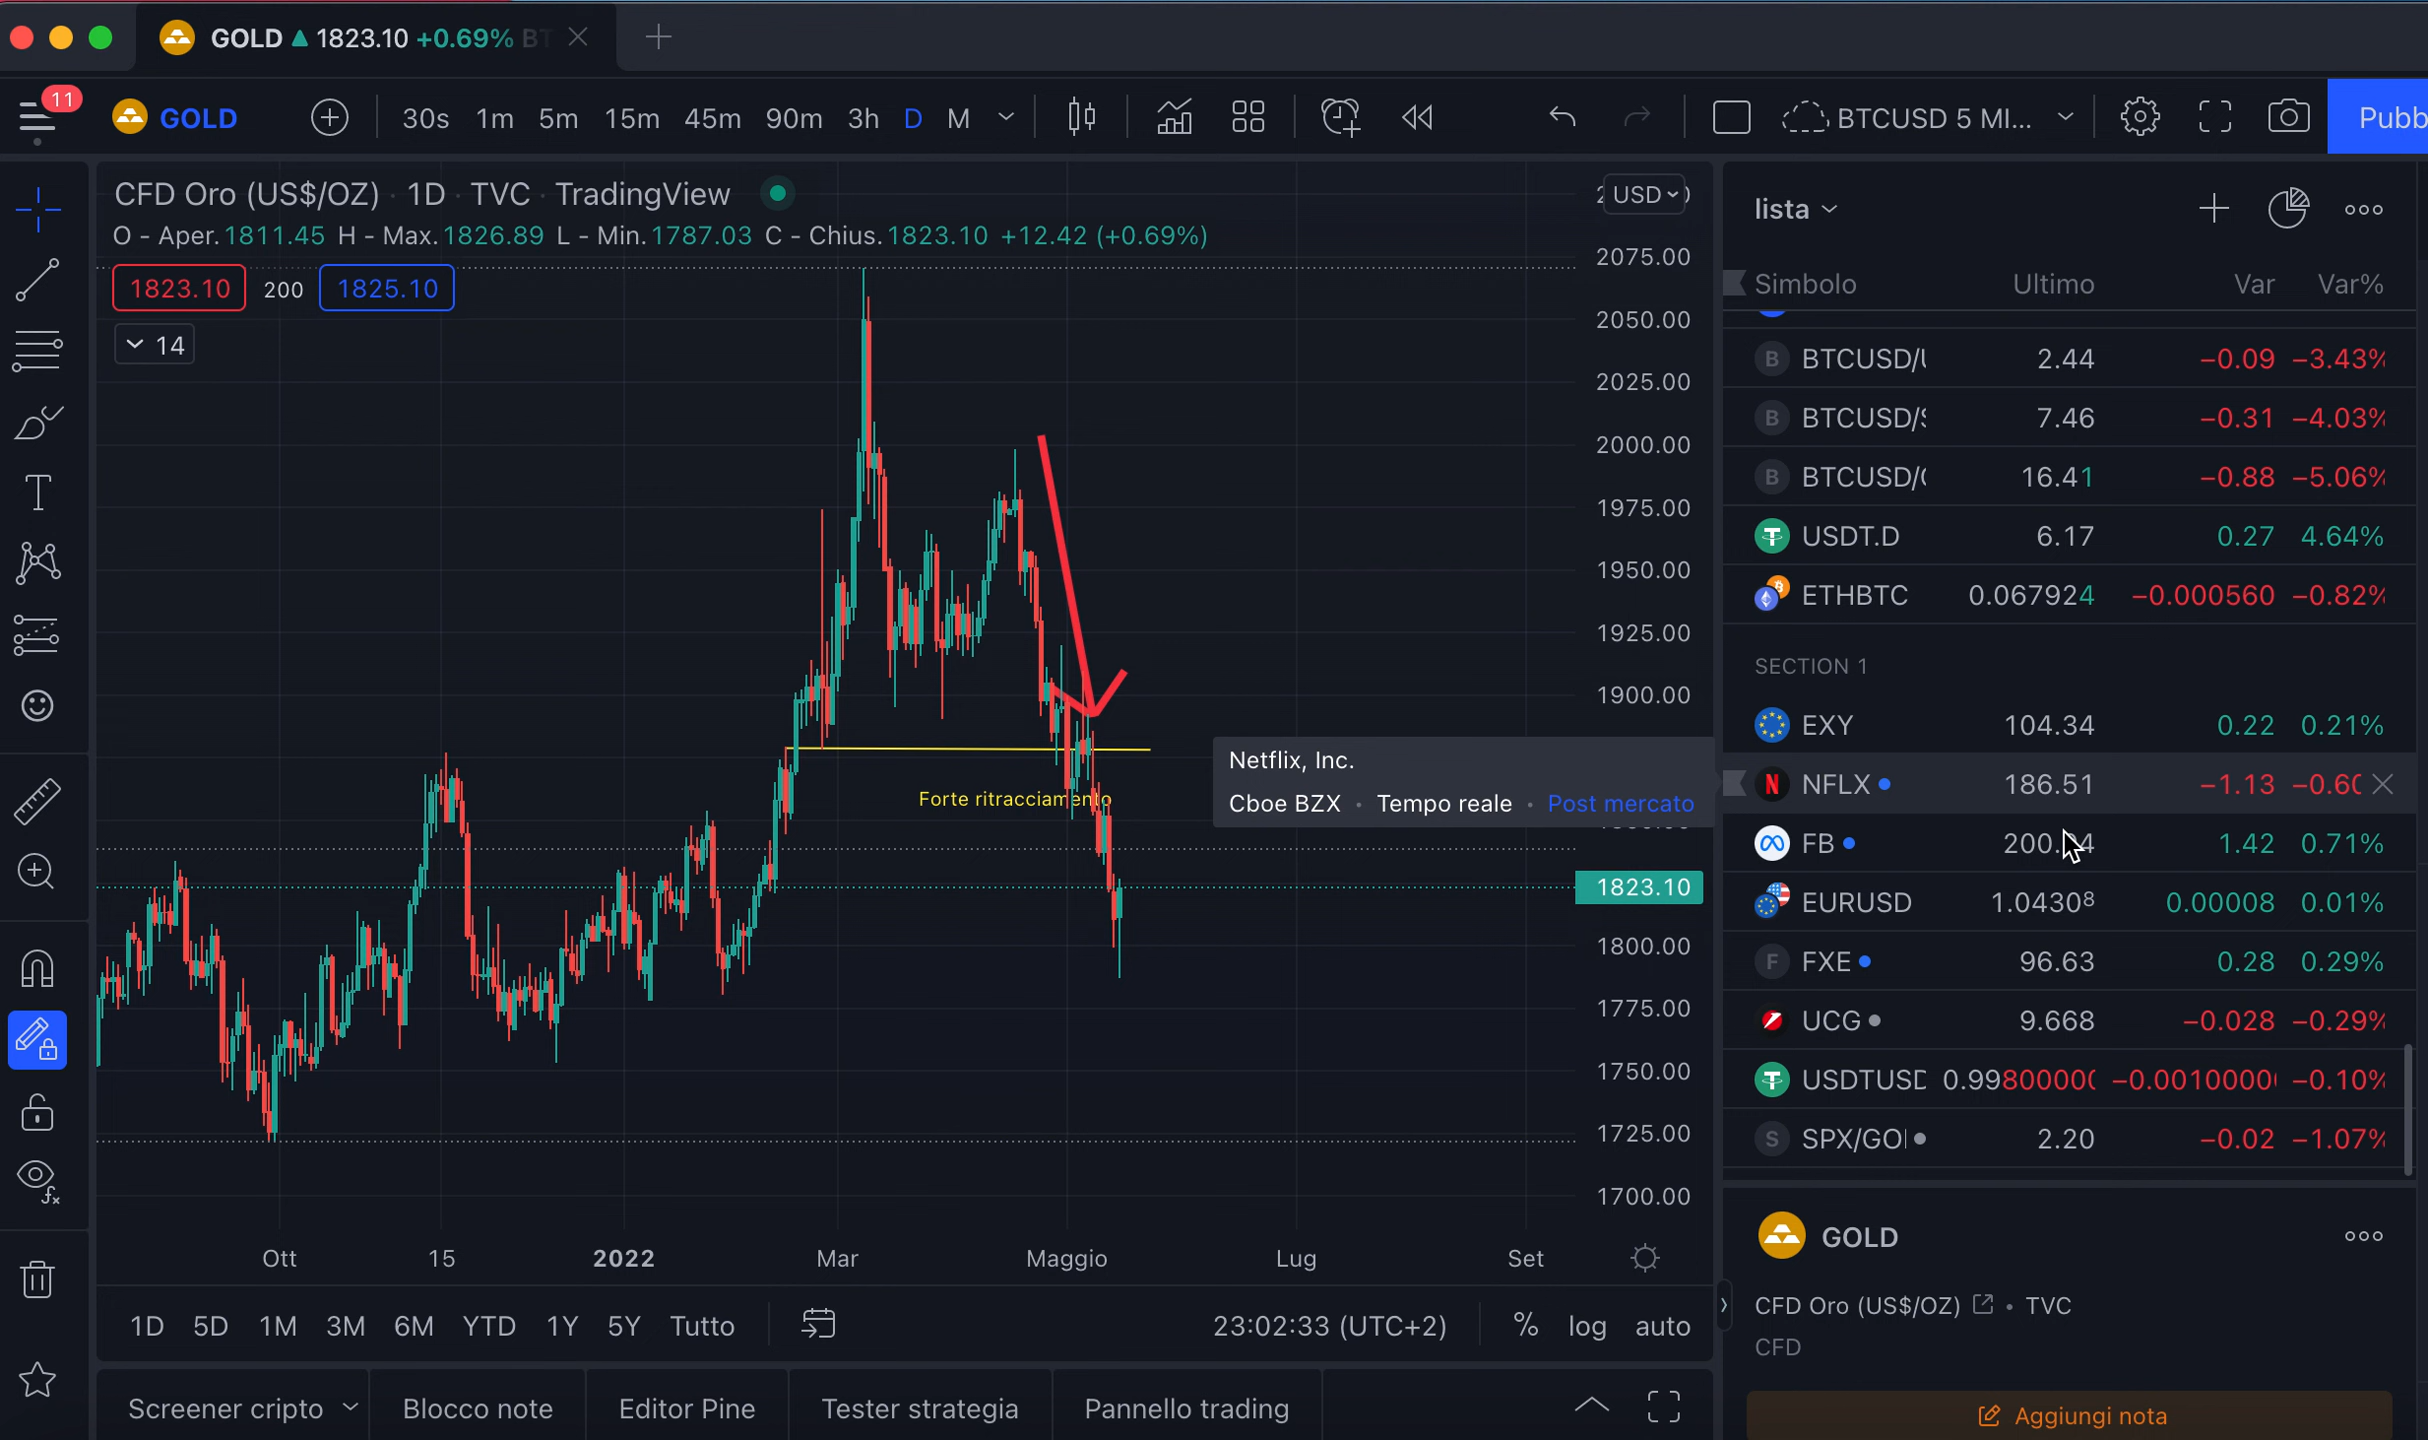 GOLD 1823.10 +0.69% BT
11
GOLD 30s 1m 5m 15m 45m 90m 3h D M BTCUSD 5 MI... Pubb
CFD Oro (US$/OZ) · 1D · TVC · TradingView
O - Aper.1811.45 H - Max.1826.89 L - Min.1787.03 C - Chius.1823.10 +12.42 (+0.69%)
1823.10 200 1825.10
14
USD
2075.00
2050.00
2025.00
2000.00
1975.00
1950.00
1925.00
1900.00
1823.10
1800.00
1775.00
1750.00
1725.00
1700.00
Forte ritracciamento
Netflix, Inc.
Cboe BZX · Tempo reale · Post mercato
Ott 15 2022 Mar Maggio Lug Set
1D 5D 1M 3M 6M YTD 1Y 5Y Tutto 23:02:33 (UTC+2) % log auto
Screener cripto Blocco note Editor Pine Tester strategia Pannello trading
lista
Simbolo Ultimo Var Var%
B BTCUSD/ 2.44 −0.09 −3.43%
B BTCUSD/ 7.46 −0.31 −4.03%
B BTCUSD/ 16.41 −0.88 −5.06%
USDT.D 6.17 0.27 4.64%
ETHBTC 0.067924 −0.000560 −0.82%
SECTION 1
EXY 104.34 0.22 0.21%
NFLX 186.51 −1.13
FB 1.42 0.71%
EURUSD 1.04308 0.00008 0.01%
F FXE 96.63 0.28 0.29%
UCG 9.668 −0.028 −0.29%
USDTUSD −0.10%
S SPX/GO 2.20 −0.02 −1.07%
GOLD
CFD Oro (US$/OZ) · TVC
CFD
Aggiungi nota